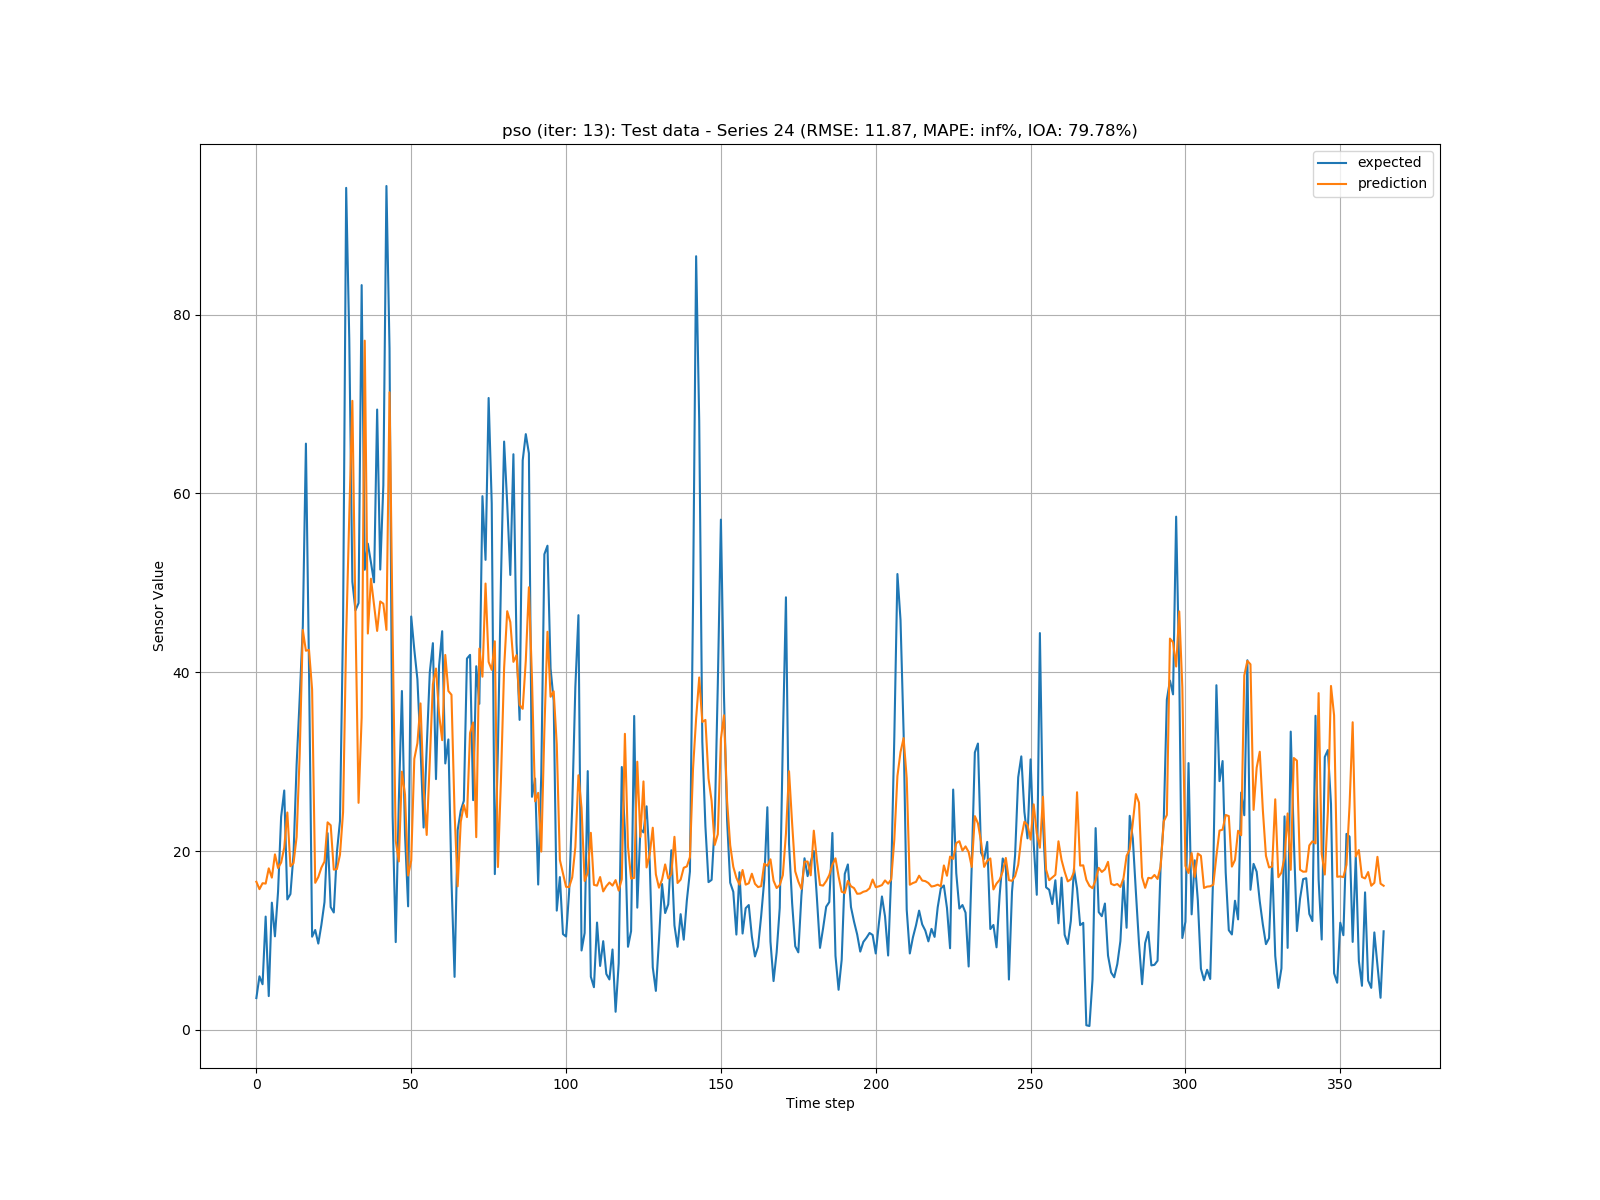 pso (iter: 13): Test data - Series 24 (RMSE: 11.87, MAPE: inf%, IOA: 79.78%)
expected
prediction
80
60
40
20
0
Sensor Value
0 50 100 150 200 250 300 350
Time step